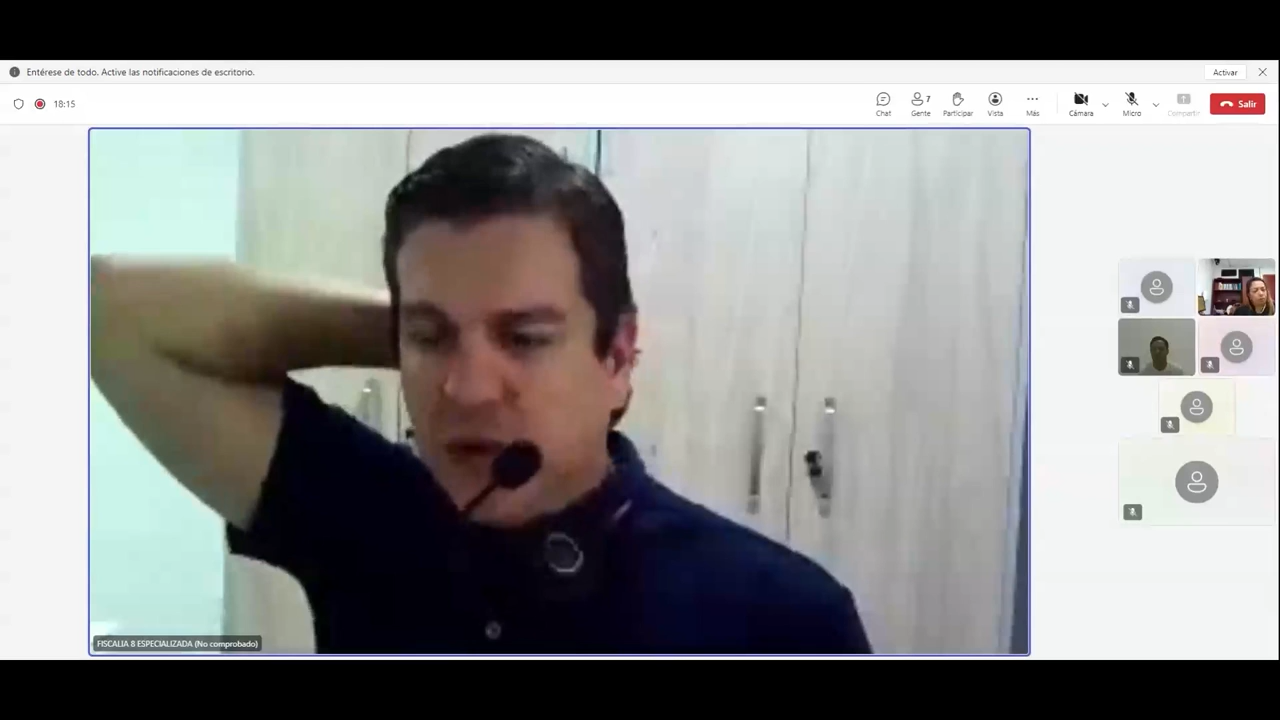 Entérese de todo. Active las notificaciones de escritorio.
Activar
18:15
Chat
7
Gente
Participar
Vista
Más
Cámara
Micro
Compartir
Salir
FISCALIA 8 ESPECIALIZADA (No comprobado)